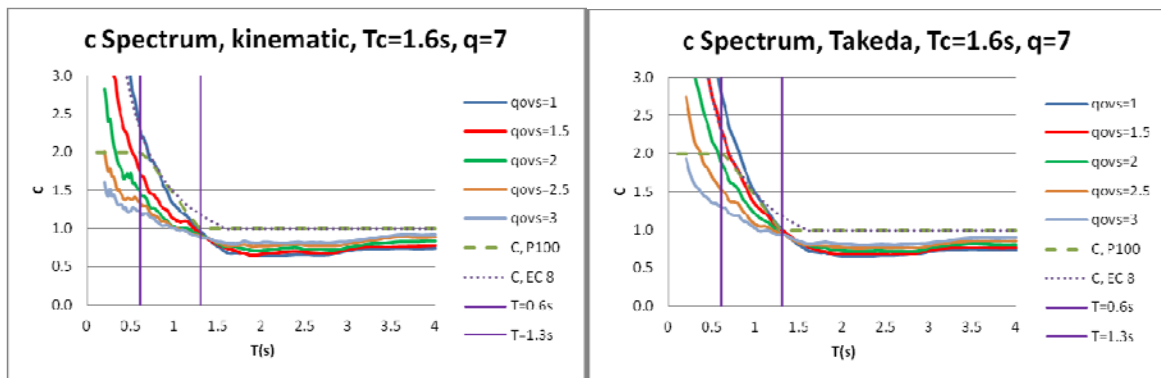 c Spectrum, kinematic, Tc=1.6s, q=7
3.0
2.5
2.0
1.5
1.0
0.5
0.0
c
0 0.5 1 1.5 2 2.5 3 3.5 4
T(s)
qovs=1
qovs=1.5
qovs=2
qovs=2.5
qovs=3
C, P100
C, EC 8
T=0.6s
T=1.3s
c Spectrum, Takeda, Tc=1.6s, q=7
3.0
2.5
2.0
1.5
1.0
0.5
0.0
C
0 0.5 1 1.5 2 2.5 3 3.5 4
T(s)
qovs=1
qovs=1.5
qovs=2
qovs=2.5
qovs=3
C, P100
C, EC 8
T=0.6s
T=1.3s